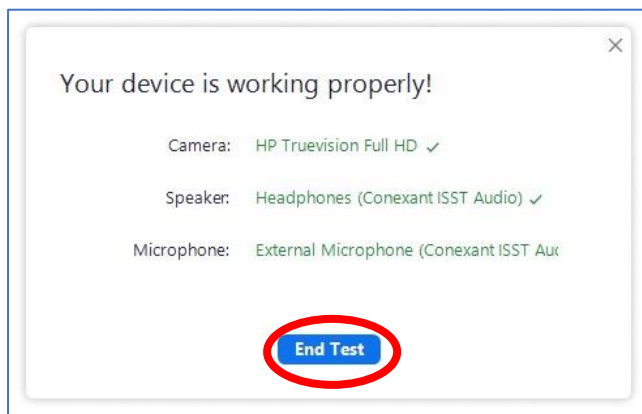 Your device is working properly!
Camera: HP Truevision Full HD ✓
Speaker: Headphones (Conexant ISST Audio) ✓
Microphone: External Microphone (Conexant ISST Au
End Test